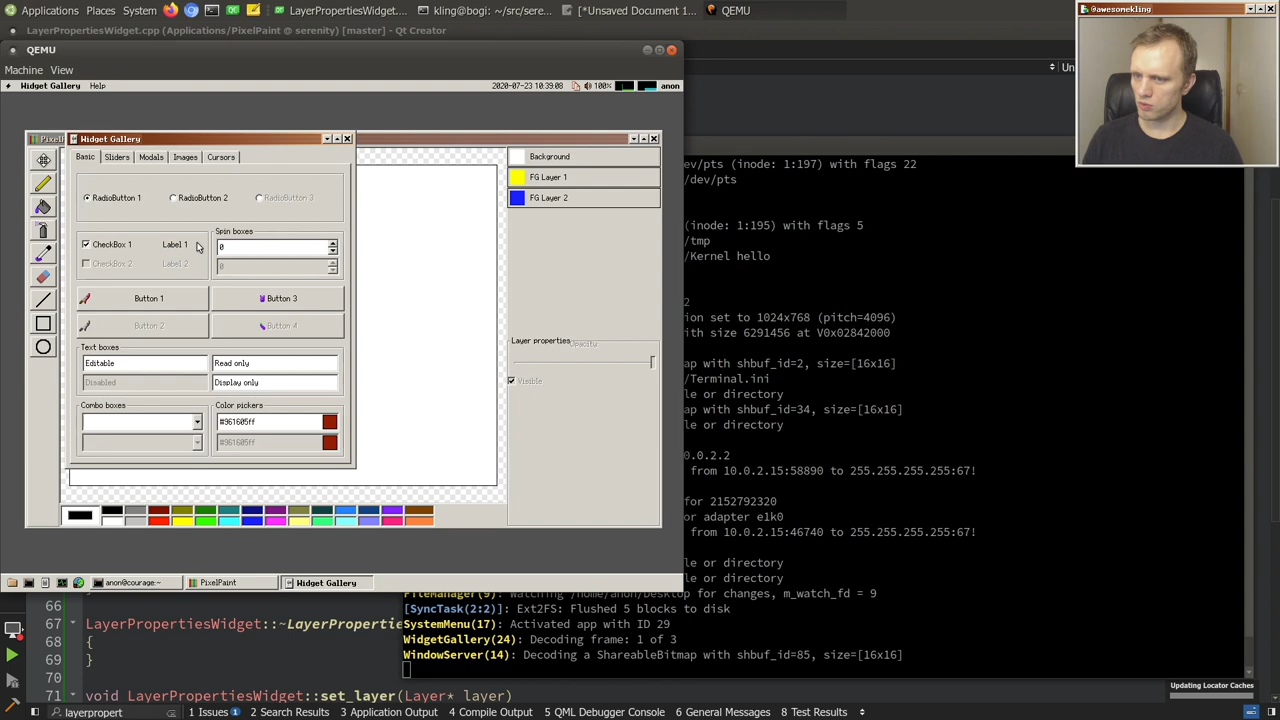 Applications Places System LayerPropertiesWidget.... kling@bogi: ~/src/sere... [*Unsaved Document 1... QEMU
LayerPropertiesWidget.cpp (Applications/PixelPaint @ serenity) [master] - Qt Creator
@awesomekling
QEMU
Machine View
Un
Widget Gallery Help 2020-07-23 10:39:08 100% anon
Widget Gallery
Basic Sliders Modals Images Cursors
Background
FG Layer 1
FG Layer 2
RadioButton 1 RadioButton 2 RadioButton 3
CheckBox 1 Label 1
CheckBox 2 Label 2
Spin boxes
0
0
Button 1 Button 3
Button 2 Button 4
Text boxes
Editable Read only
Disabled Display only
Combo boxes Color pickers
#961605ff
#961605ff
Layer properties
Opacity
Visible
anon@courage:~ PixelPaint Widget Gallery
ev/pts (inode: 1:197) with flags 22
/dev/pts
(inode: 1:195) with flags 5
/tmp
/Kernel hello
2
ion set to 1024x768 (pitch=4096)
ith size 6291456 at V0x02842000
ap with shbuf_id=2, size=[16x16]
/Terminal.ini
le or directory
ap with shbuf_id=34, size=[16x16]
le or directory
.0.2.2
from 10.0.2.15:58890 to 255.255.255.255:67!
for 2152792320
or adapter e1k0
from 10.0.2.15:46740 to 255.255.255.255:67!
le or directory
le or directory
FileManager(9): Watching /home/anon/Desktop for changes, m_watch_fd = 9
[SyncTask(2:2)]: Ext2FS: Flushed 5 blocks to disk
SystemMenu(17): Activated app with ID 29
WidgetGallery(24): Decoding frame: 1 of 3
WindowServer(14): Decoding a ShareableBitmap with shbuf_id=85, size=[16x16]
66
67 LayerPropertiesWidget::~LayerProperti
68 {
69 }
70
71 void LayerPropertiesWidget::set_layer(Layer* layer)
Updating Locator Caches
layerpropert 1 Issues 1 2 Search Results 3 Application Output 4 Compile Output 5 QML Debugger Console 6 General Messages 8 Test Results